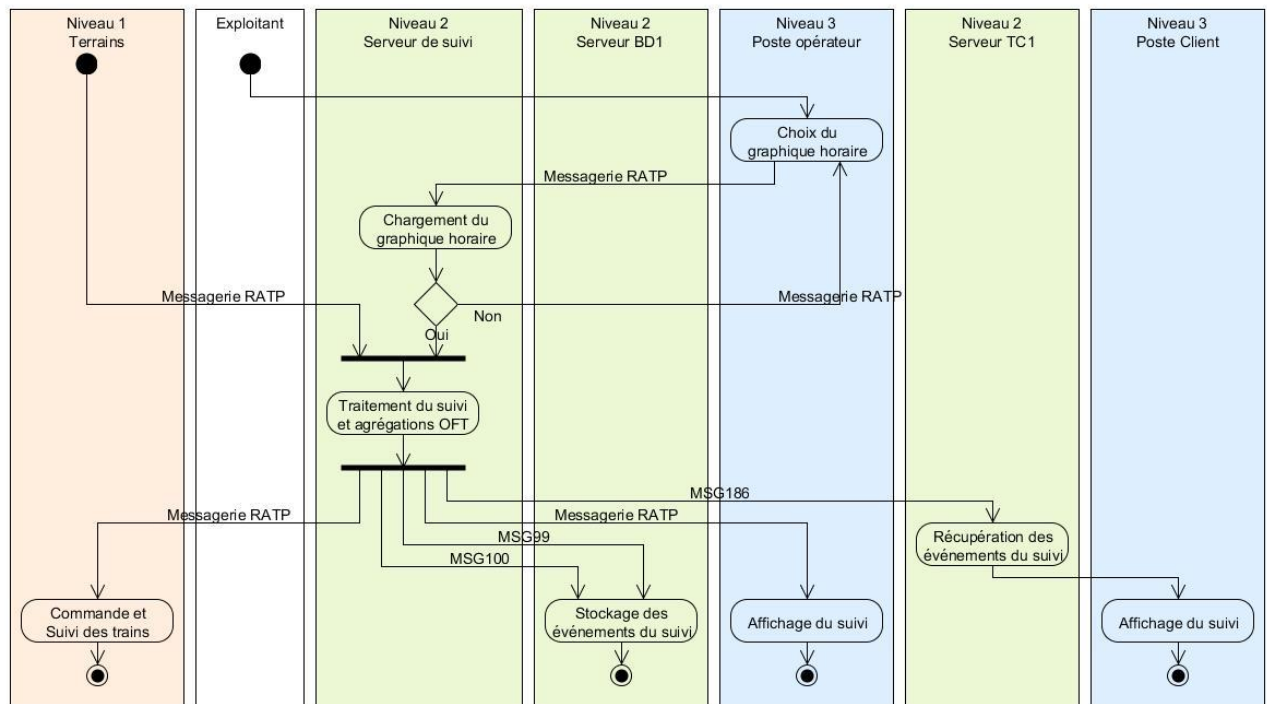 Niveau 1
Terrains
Exploitant
Niveau 2
Serveur de suivi
Niveau 2
Serveur BD1
Niveau 3
Poste opérateur
Niveau 2
Serveur TC1
Niveau 3
Poste Client
Choix du
graphique horaire
Messagerie RATP
Chargement du
graphique horaire
Messagerie RATP
Messagerie RATP
Non
Oui
Traitement du suivi
et agrégations OFT
MSG186
Messagerie RATP
Messagerie RATP
MSG99
MSG100
Récupération des
événements du suivi
Commande et
Suivi des trains
Stockage des
événements du suivi
Affichage du suivi
Affichage du suivi